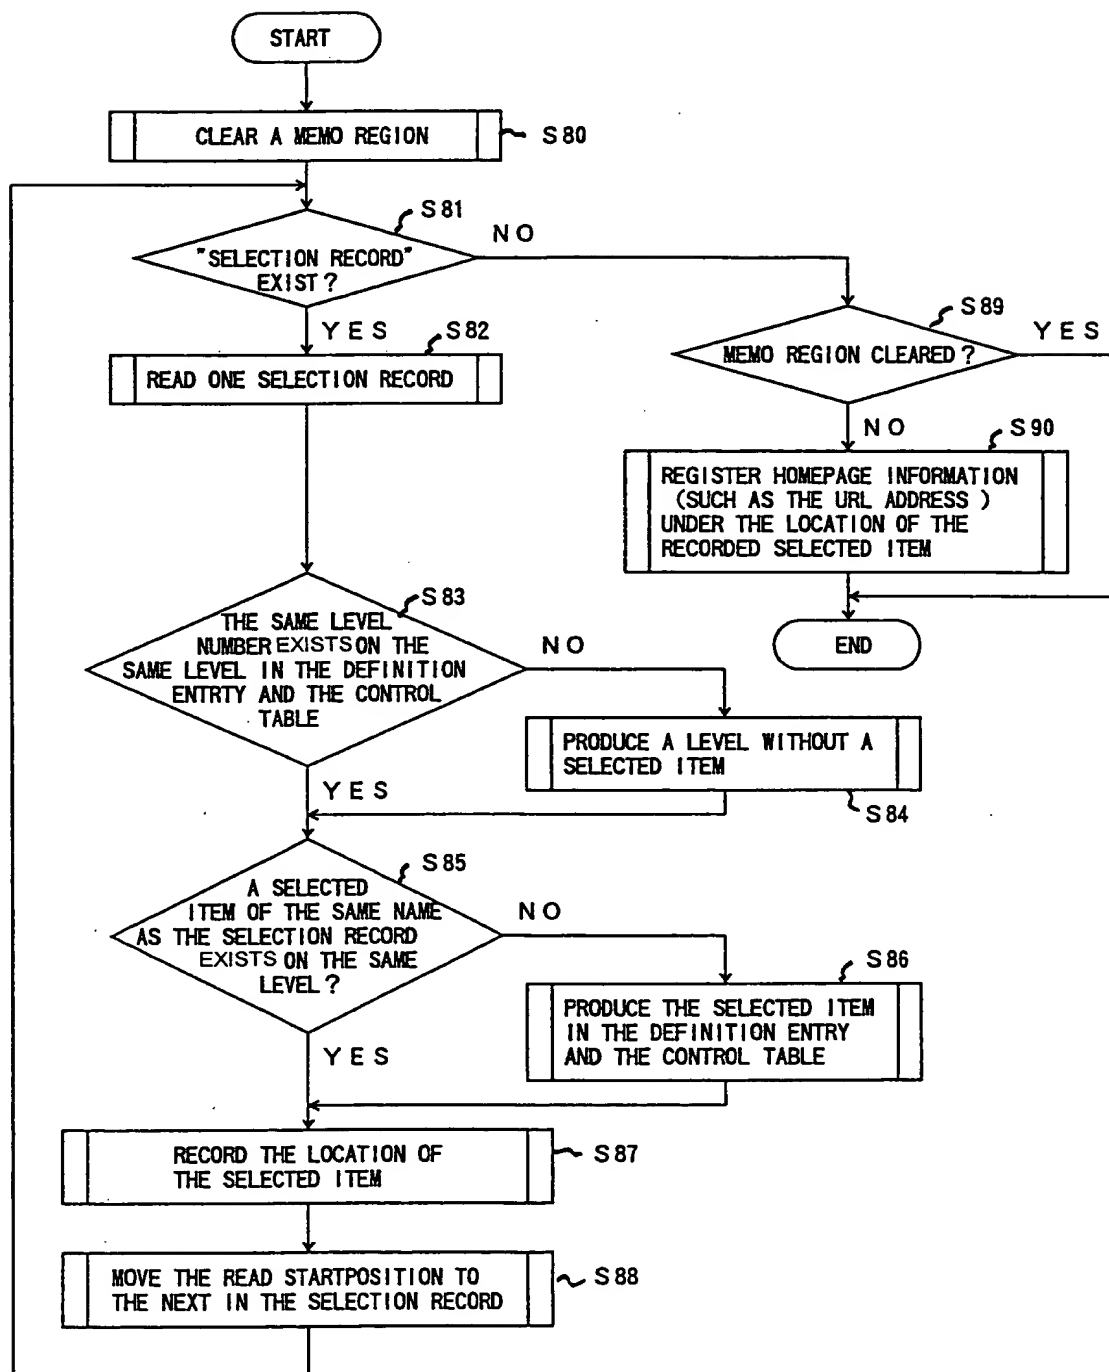 START
CLEAR A MEMO REGION
S80
S81
"SELECTION RECORD"
EXIST?
NO
YES
S82
READ ONE SELECTION RECORD
S89
MEMO REGION CLEARED?
YES
NO
S90
REGISTER HOMEPAGE INFORMATION
(SUCH AS THE URL ADDRESS )
UNDER THE LOCATION OF THE
RECORDED SELECTED ITEM
END
S83
THE SAME LEVEL
NUMBER EXISTS ON THE
SAME LEVEL IN THE DEFINITION
ENTRTY AND THE CONTROL
TABLE
NO
YES
PRODUCE A LEVEL WITHOUT A
SELECTED ITEM
S84
S85
A SELECTED
ITEM OF THE SAME NAME
AS THE SELECTION RECORD
EXISTS ON THE SAME
LEVEL?
NO
YES
S86
PRODUCE THE SELECTED ITEM
IN THE DEFINITION ENTRY
AND THE CONTROL TABLE
RECORD THE LOCATION OF
THE SELECTED ITEM
S87
MOVE THE READ STARTPOSITION TO
THE NEXT IN THE SELECTION RECORD
S88